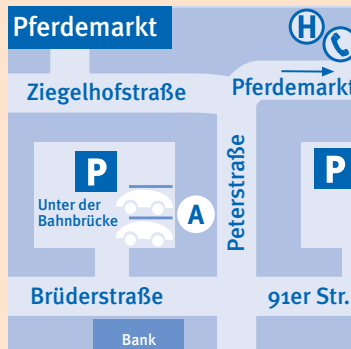 Pferdemarkt
H
Ziegelhofstraße
Pferdemarkt
P
Unter der
Bahnbrücke
A
Peterstraße
P
Brüderstraße
91er Str.
Bank